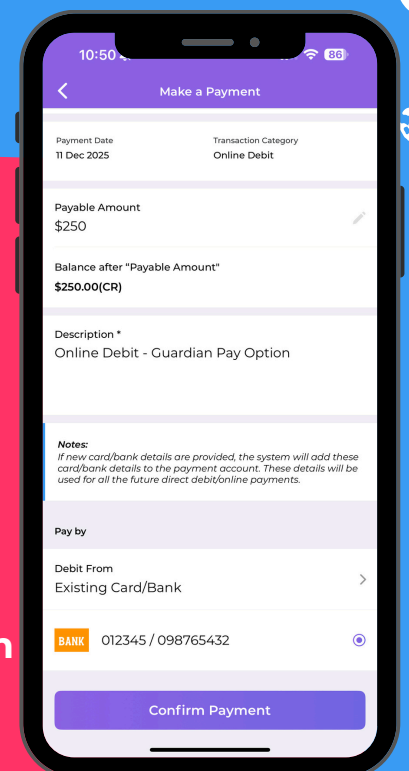 10:50
86
Make a Payment
Payment Date
Transaction Category
11 Dec 2025
Online Debit
Payable Amount
$250
Balance after “Payable Amount"
$250.00(CR)
Description *
Online Debit - Guardian Pay Option
Notes:
If new card/bank details are provided, the system will add these
card/bank details to the payment account. These details will be
used for all the future direct debit/online payments.
Pay by
Debit From
Existing Card/Bank
BANK 012345 / 098765432
Confirm Payment